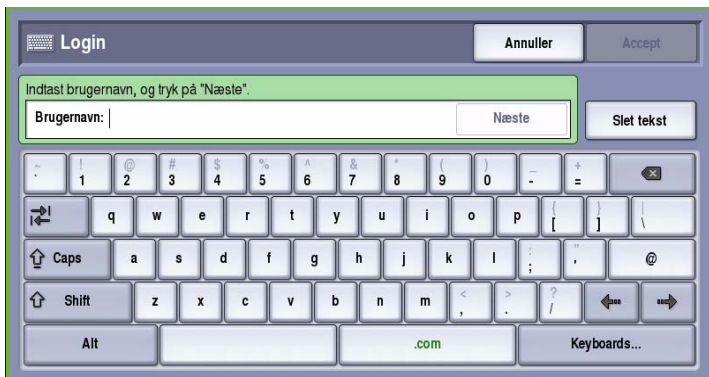 Login
Annuller
Accept
Indtast brugernavn, og tryk på "Næste".
Brugernavn:
Næste
Slet tekst
~ ` ! 1 @ 2 # 3 $ 4 % 5 ^ 6 & 7 * 8 ( 9 ) 0 _ - + =
q w e r t y u i o p { [ } ] | \
Caps a s d f g h j k l : ; " ' @
Shift z x c v b n m < , > . ? /
Alt .com Keyboards...